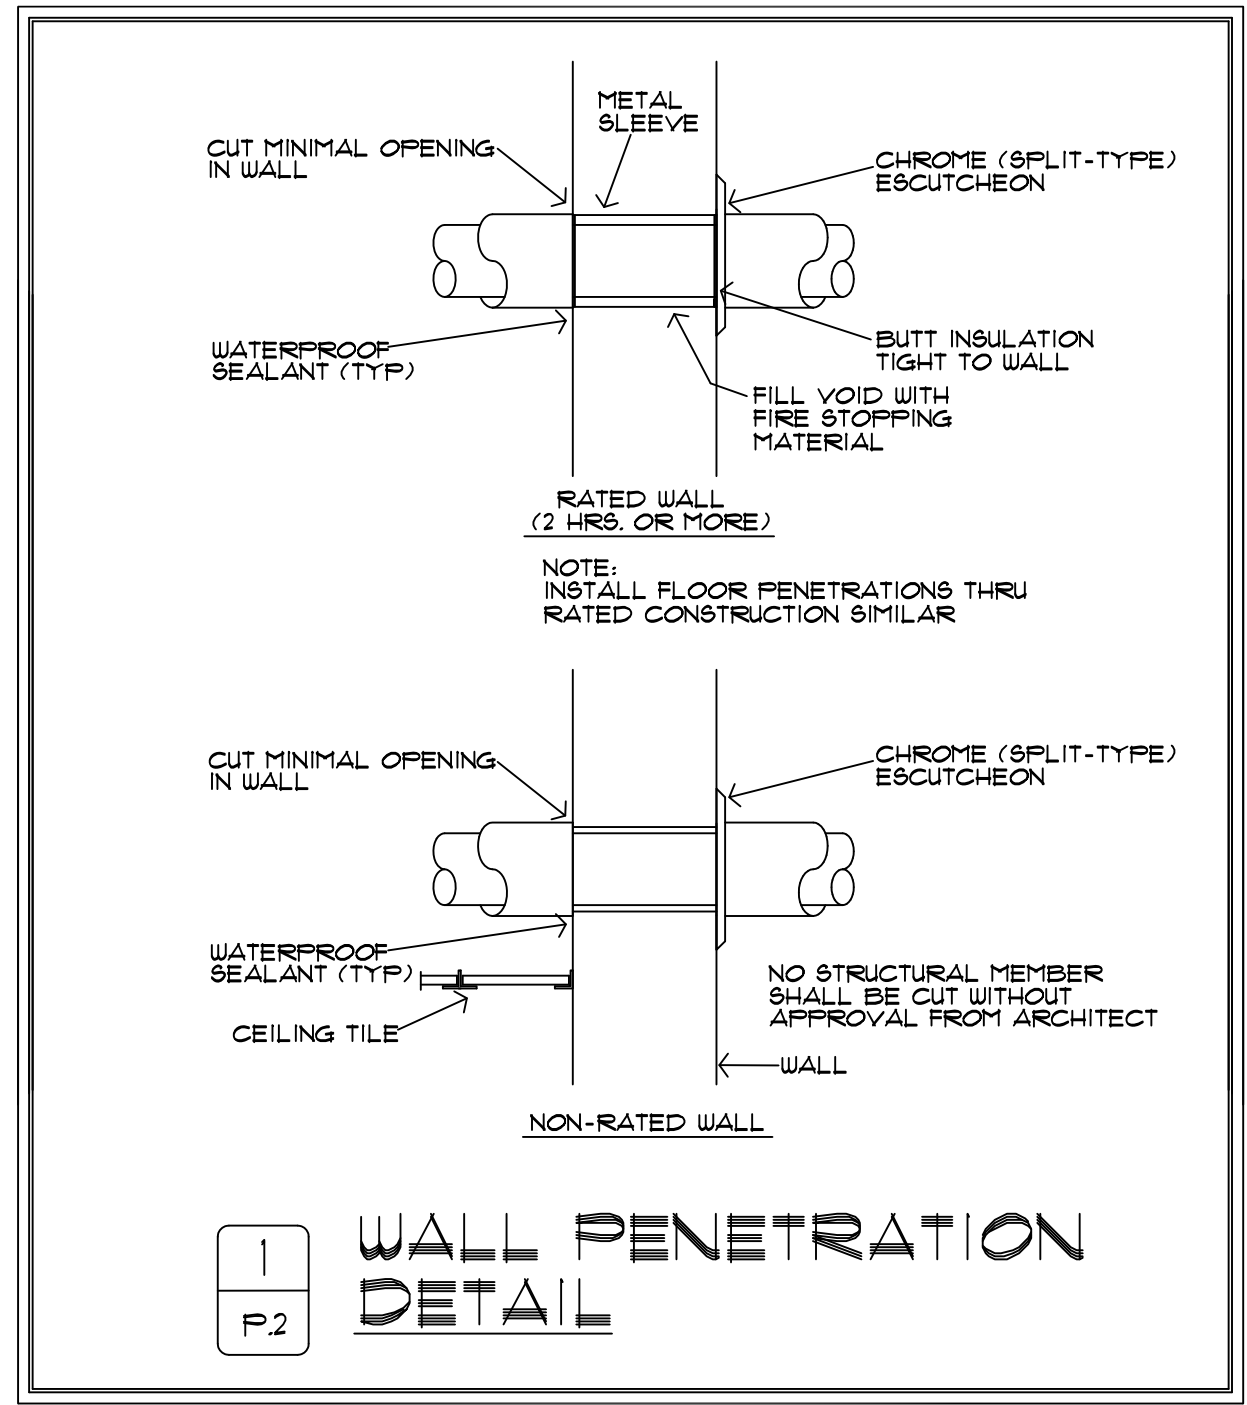 METAL
SLEEVE
CUT MINIMAL OPENING
IN WALL
CHROME (SPLIT-TYPE)
ESCUTCHEON
WATERPROOF
SEALANT (TYP)
BUTT INSULATION
TIGHT TO WALL
FILL VOID WITH
FIRE STOPPING
MATERIAL
RATED WALL
(2 HRS. OR MORE)
NOTE:
INSTALL FLOOR PENETRATIONS THRU
RATED CONSTRUCTION SIMILAR
CUT MINIMAL OPENING
IN WALL
CHROME (SPLIT-TYPE)
ESCUTCHEON
WATERPROOF
SEALANT (TYP)
CEILING TILE
NO STRUCTURAL MEMBER
SHALL BE CUT WITHOUT
APPROVAL FROM ARCHITECT
WALL
NON-RATED WALL
1
P.2
WALL PENETRATION
DETAIL